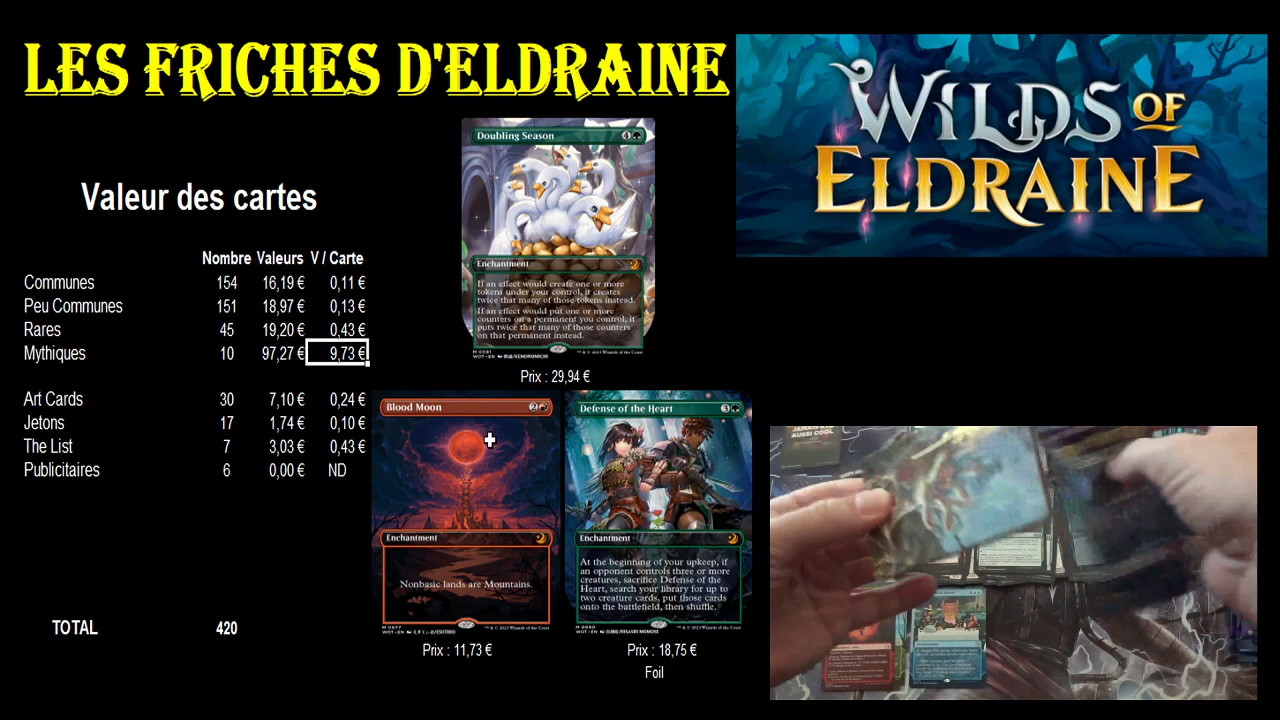 LES FRICHES D'ELDRAINE
WILDS OF
ELDRAINE
Valeur des cartes
Nombre Valeurs V / Carte
Communes 154 16,19 € 0,11 €
Peu Communes 151 18,97 € 0,13 €
Rares 45 19,20 € 0,43 €
Mythiques 10 97,27 € 9,73 €
Art Cards 30 7,10 € 0,24 €
Jetons 17 1,74 € 0,10 €
The List 7 3,03 € 0,43 €
Publicitaires 6 0,00 € ND
TOTAL 420
Doubling Season 4
Enchantment
If an effect would create one or more
tokens under your control, it creates
twice that many of those tokens instead.
If an effect would put one or more
counters on a permanent you control, it
puts twice that many of those counters
on that permanent instead.
M 0081
Prix : 29,94 €
Blood Moon 2
Enchantment
Nonbasic lands are Mountains.
M 0077
Prix : 11,73 €
Defense of the Heart 3
Enchantment
At the beginning of your upkeep, if
an opponent controls three or more
creatures, sacrifice Defense of the
Heart, search your library for up to
two creature cards, put those cards
onto the battlefield, then shuffle.
M 0080
Prix : 18,75 €
Foil
AUSSI COOL